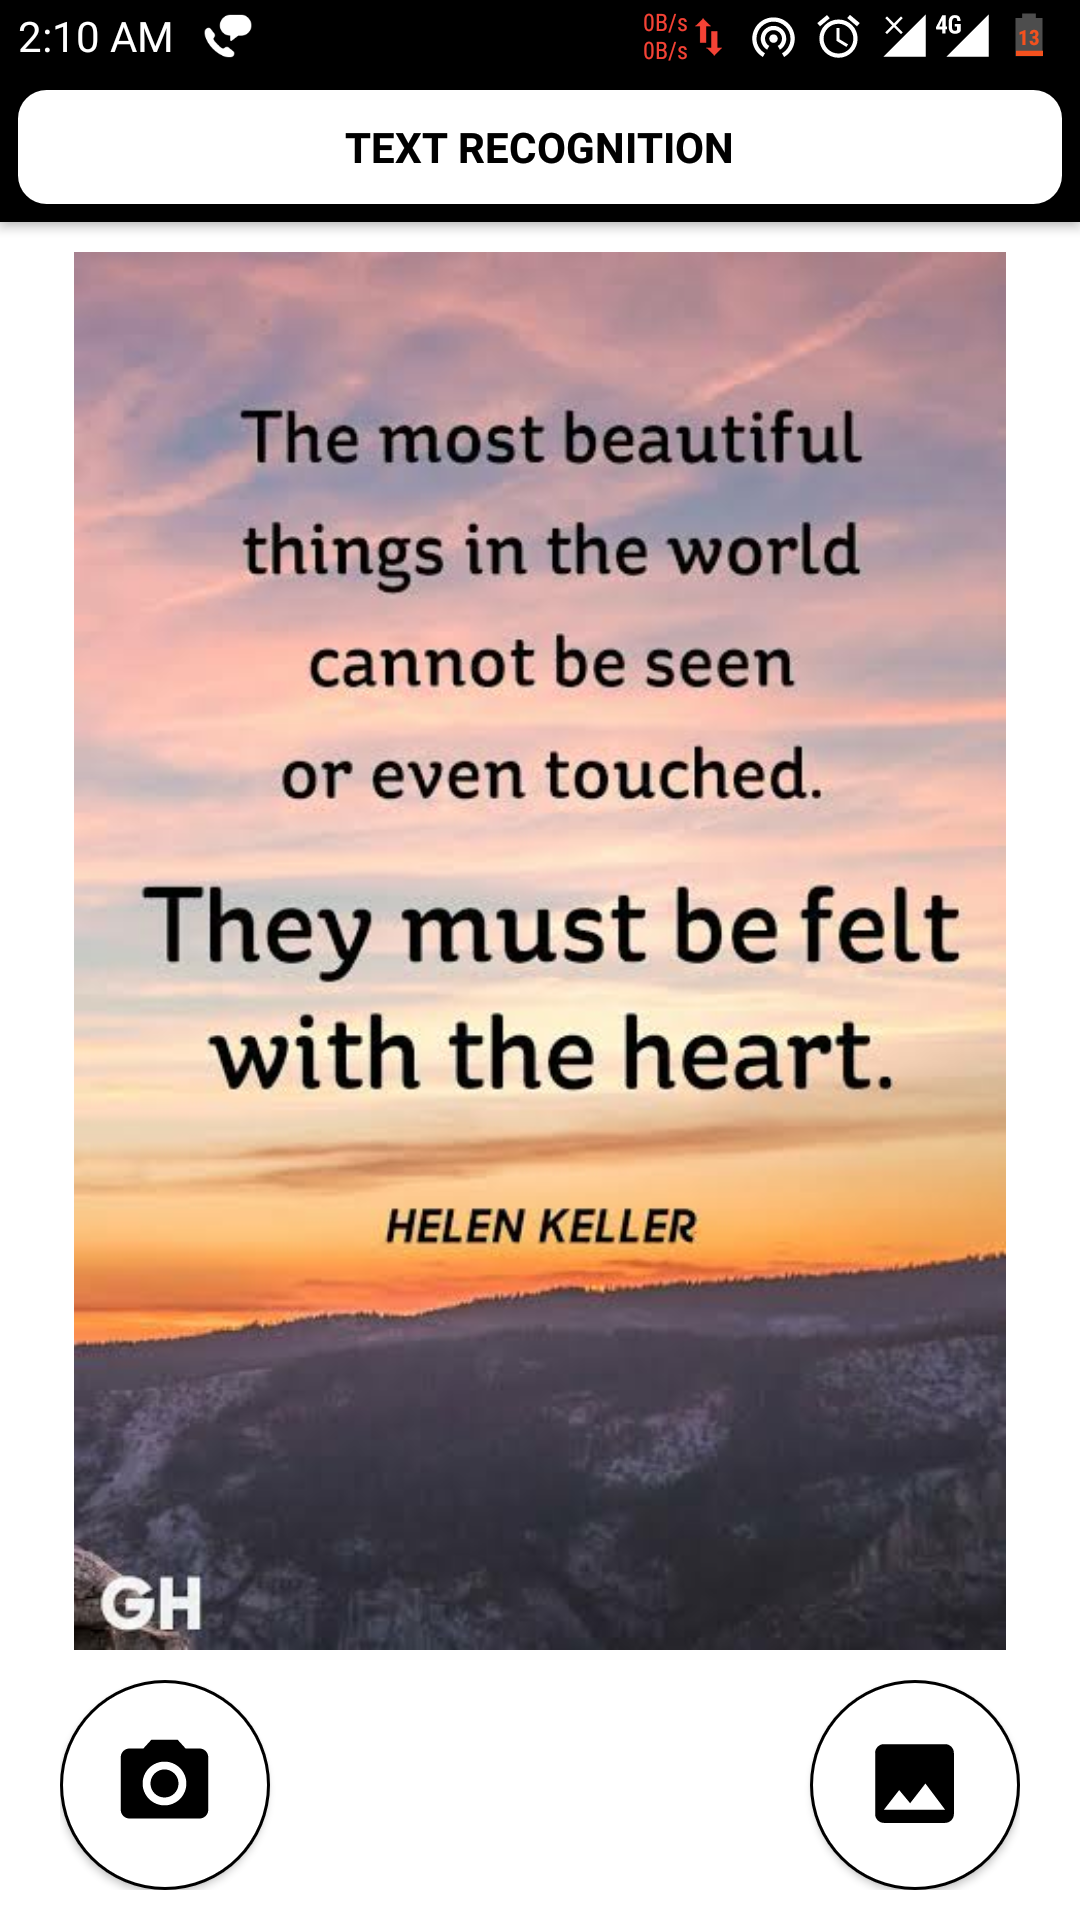 2:10 AM
0B/s
0B/s
4G
13
TEXT RECOGNITION
The most beautiful
things in the world
cannot be seen
or even touched.
They must be felt
with the heart.
HELEN KELLER
GH